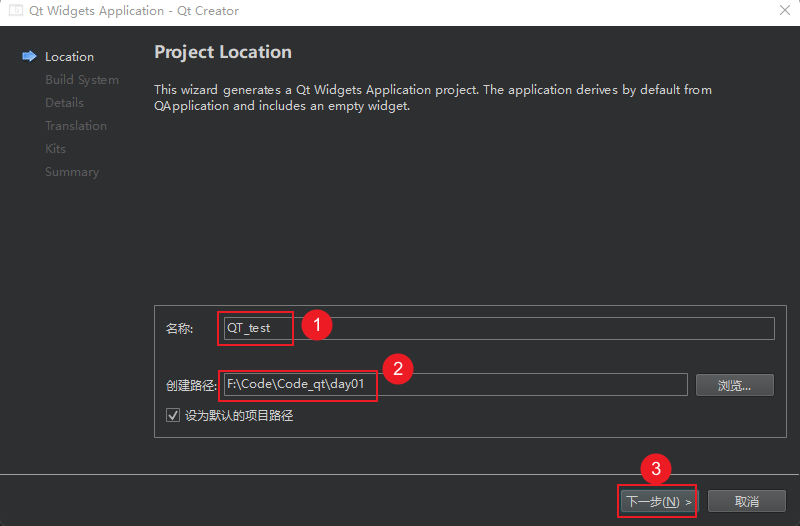 Qt Widgets Application - Qt Creator
Location
Build System
Details
Translation
Kits
Summary
Project Location
This wizard generates a Qt Widgets Application project. The application derives by default from
QApplication and includes an empty widget.
名称: QT_test 1
创建路径: F:\Code\Code_qt\day01 2 浏览...
设为默认的项目路径
3
下一步(N) > 取消